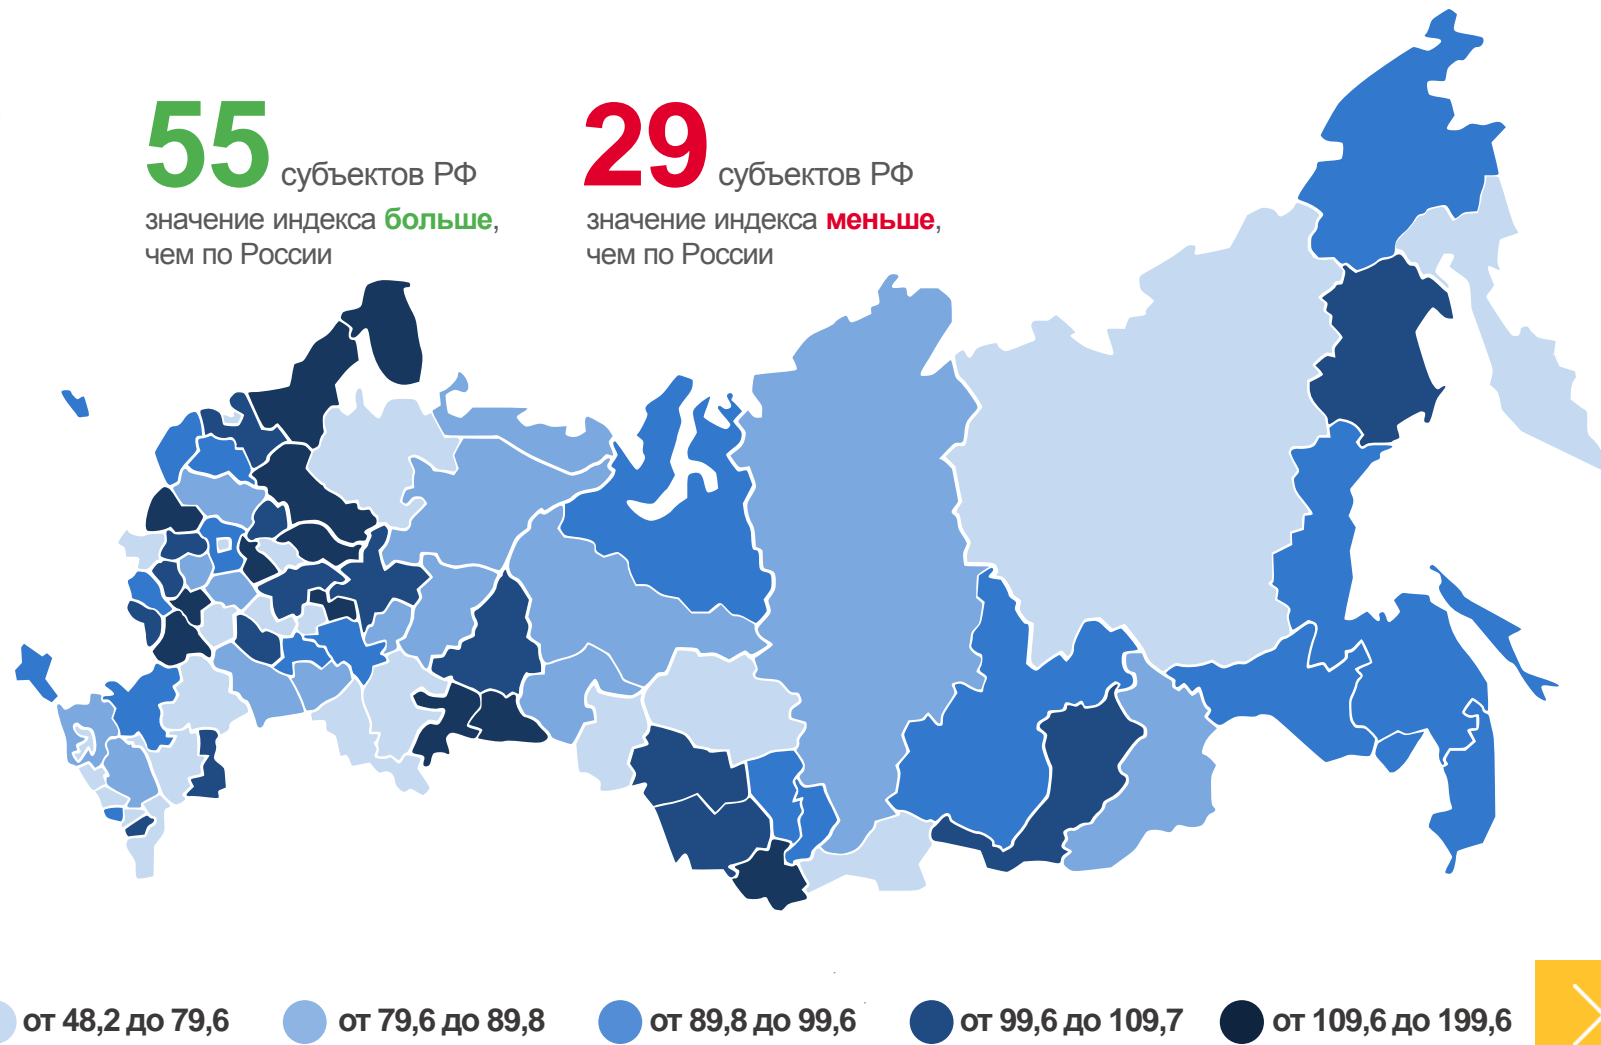 55 субъектов РФ
значение индекса больше,
чем по России
29 субъектов РФ
значение индекса меньше,
чем по России
от 48,2 до 79,6
от 79,6 до 89,8
от 89,8 до 99,6
от 99,6 до 109,7
от 109,6 до 199,6